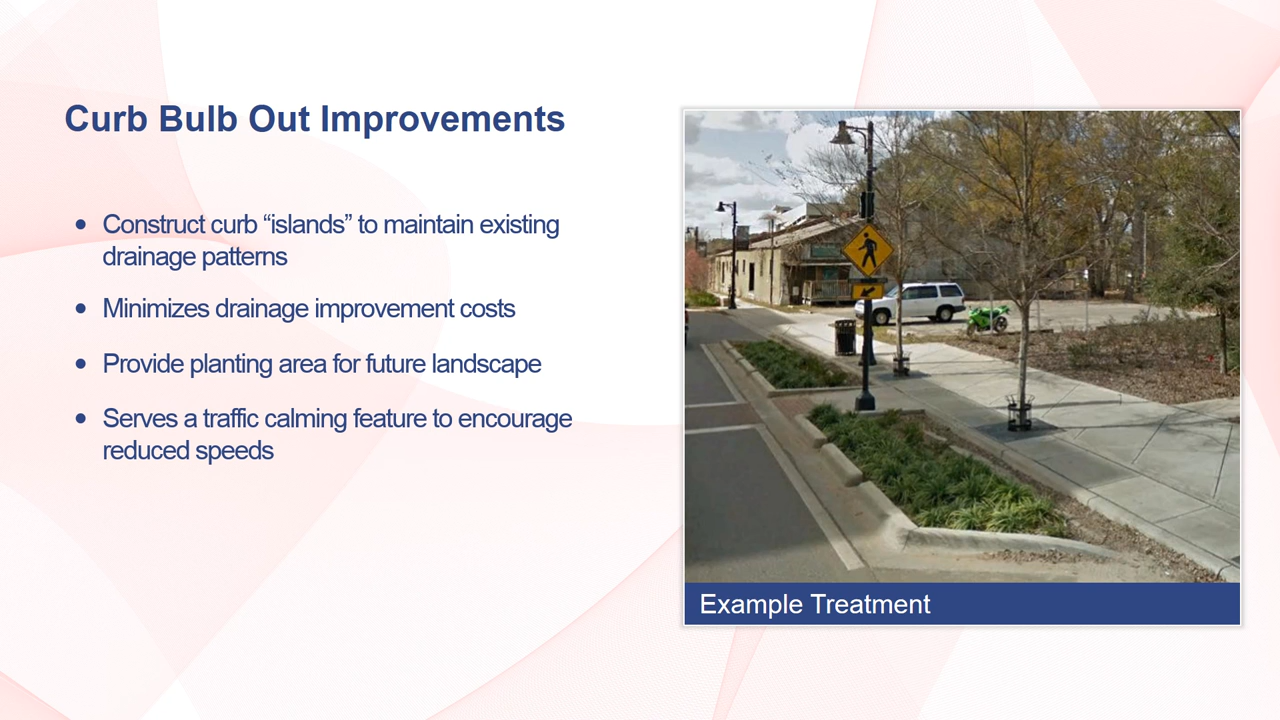 Curb Bulb Out Improvements
• Construct curb “islands” to maintain existing
drainage patterns
• Minimizes drainage improvement costs
• Provide planting area for future landscape
• Serves a traffic calming feature to encourage
reduced speeds
Example Treatment